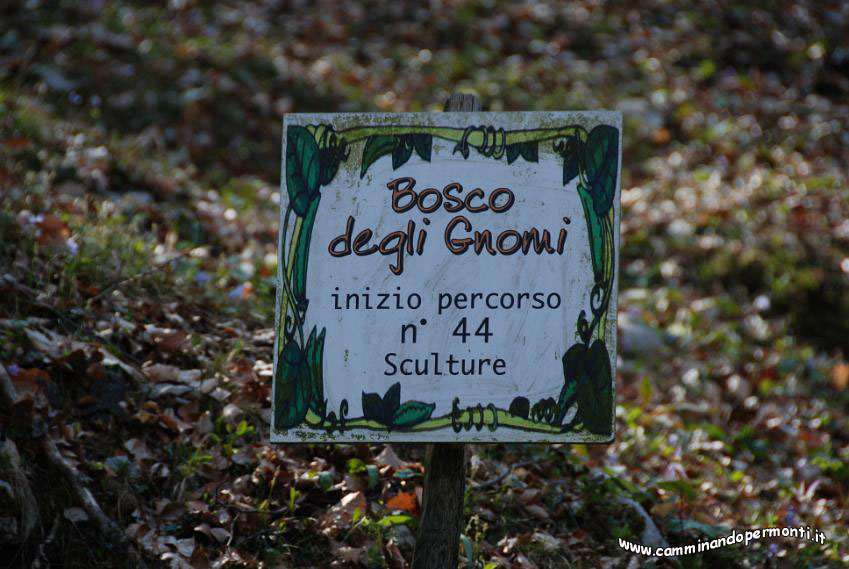 Bosco
degli Gnomi
inizio percorso
n° 44
Sculture
www.camminandopermonti.it